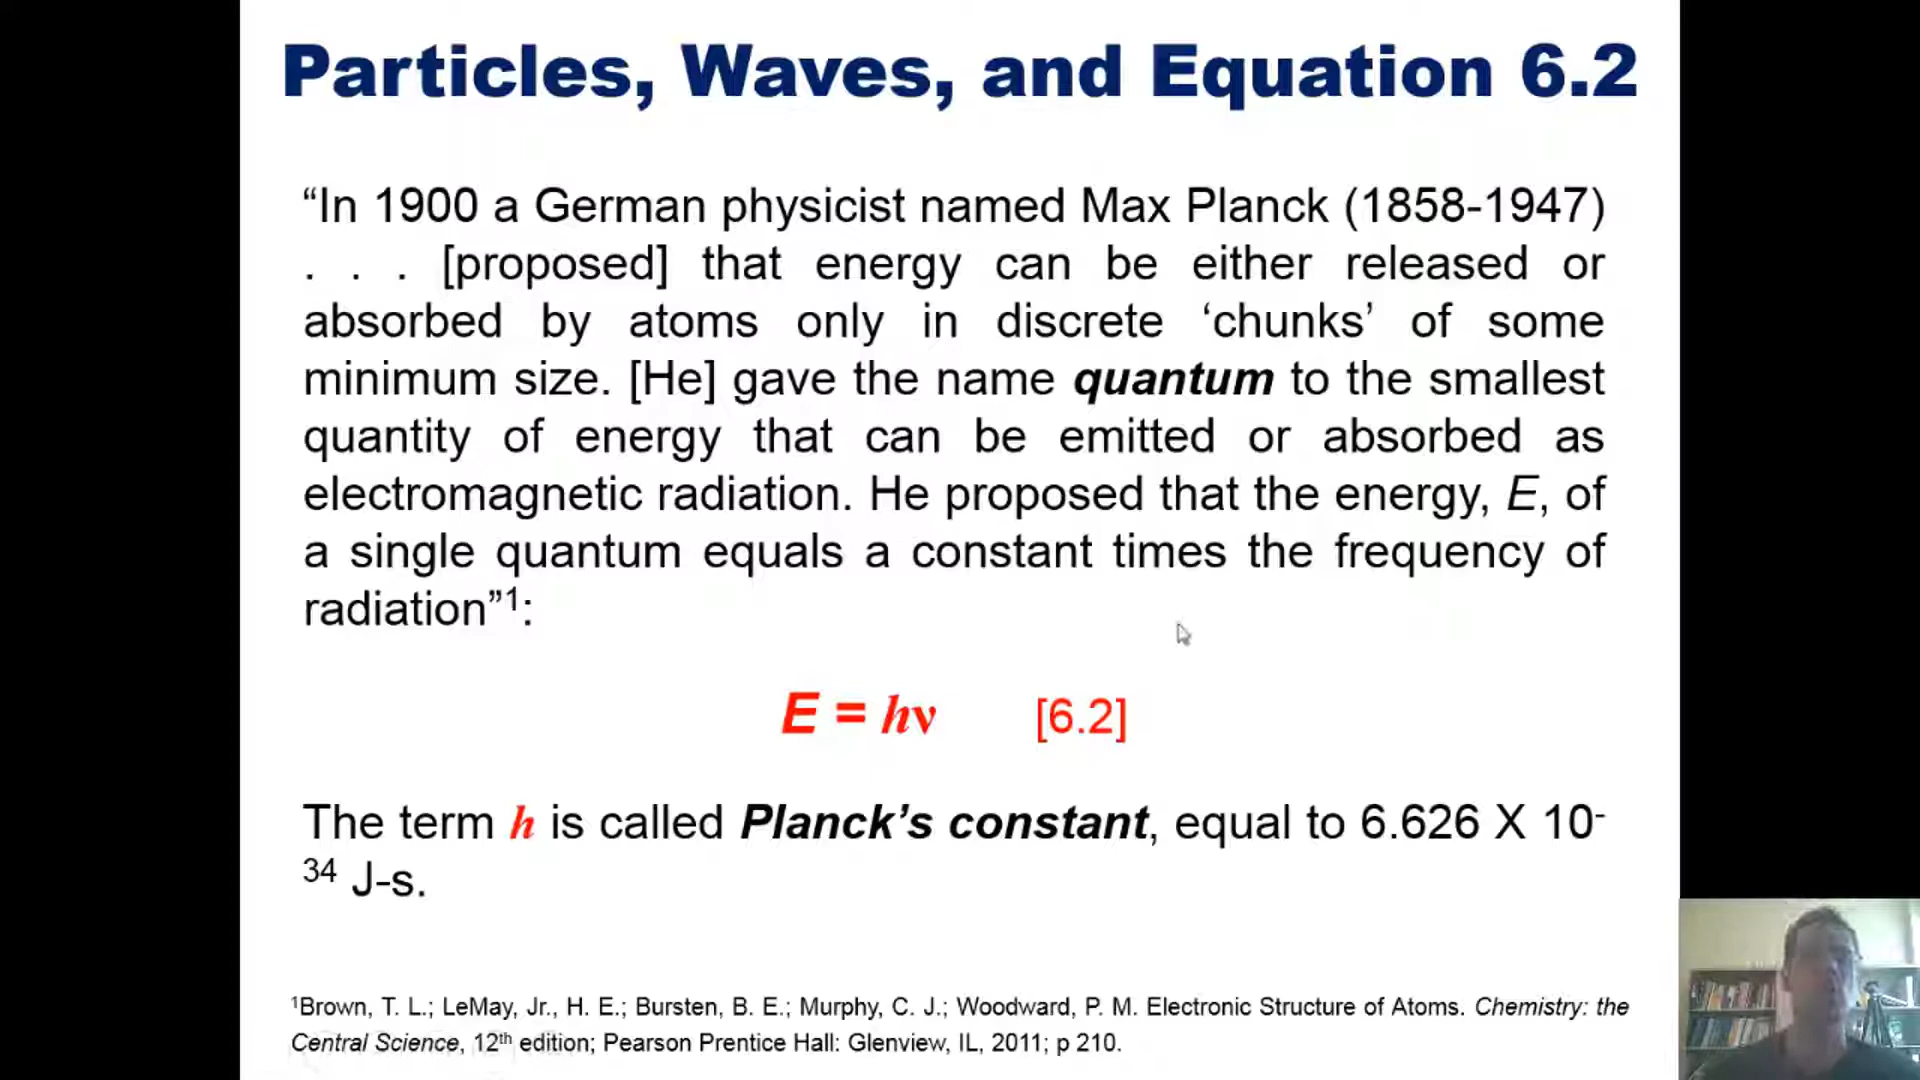 Particles, Waves, and Equation 6.2
“In 1900 a German physicist named Max Planck (1858-1947)
. . . [proposed] that energy can be either released or
absorbed by atoms only in discrete ‘chunks’ of some
minimum size. [He] gave the name quantum to the smallest
quantity of energy that can be emitted or absorbed as
electromagnetic radiation. He proposed that the energy, E, of
a single quantum equals a constant times the frequency of
radiation”¹:
E = hν [6.2]
The term h is called Planck’s constant, equal to 6.626 X 10⁻
³⁴ J-s.
¹Brown, T. L.; LeMay, Jr., H. E.; Bursten, B. E.; Murphy, C. J.; Woodward, P. M. Electronic Structure of Atoms. Chemistry: the
Central Science, 12th edition; Pearson Prentice Hall: Glenview, IL, 2011; p 210.